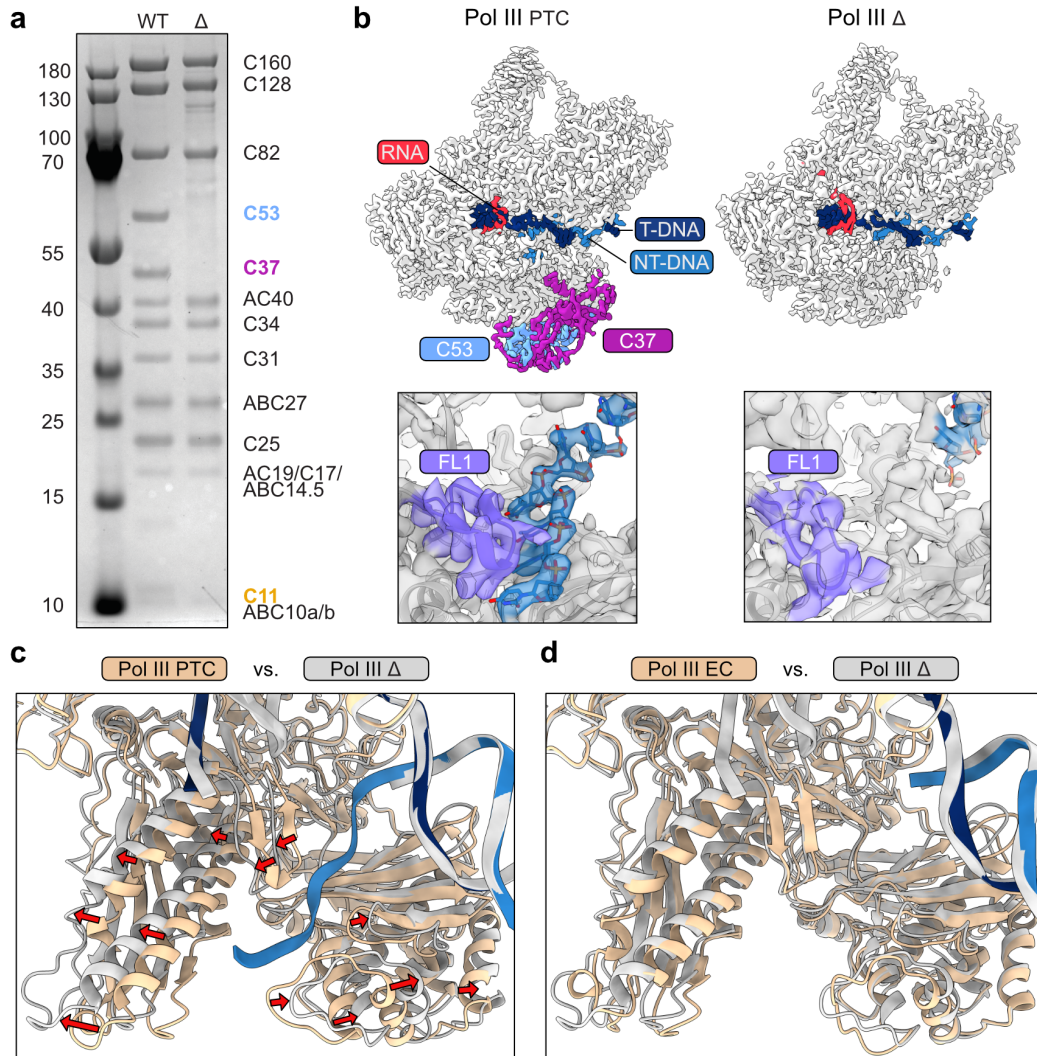 a
WT Δ
180
130
100
70
55
40
35
25
15
10
C160
C128
C82
C53
C37
AC40
C34
C31
ABC27
C25
AC19/C17/
ABC14.5
C11
ABC10a/b
b
Pol III PTC
Pol III Δ
RNA
T-DNA
NT-DNA
C53
C37
FL1
FL1
c
Pol III PTC vs. Pol III Δ
d
Pol III EC vs. Pol III Δ